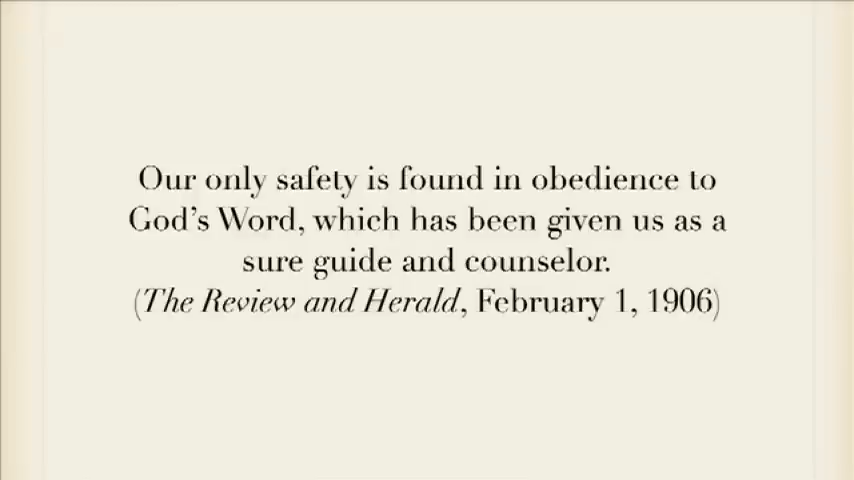 Our only safety is found in obedience to
God's Word, which has been given us as a
sure guide and counselor.
(The Review and Herald, February 1, 1906)